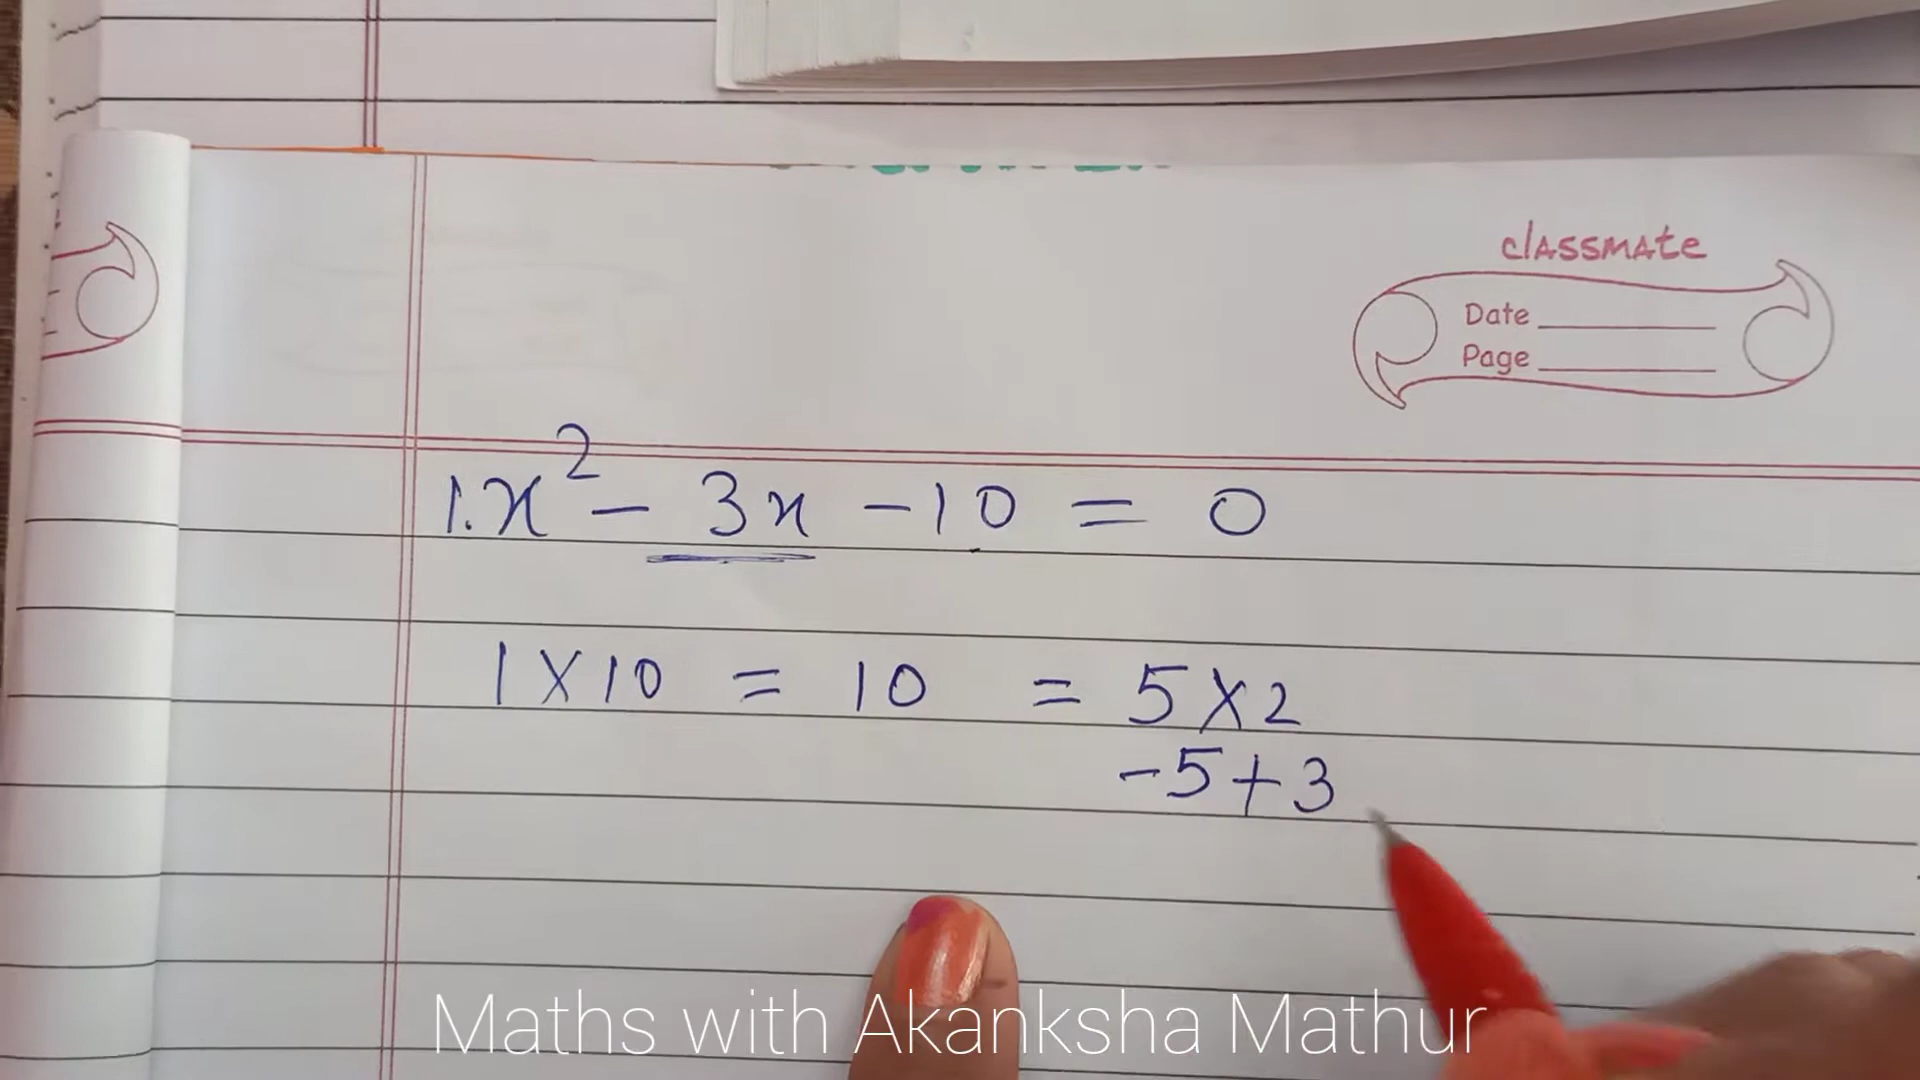 classmate
Date
Page
1.x² - 3x - 10 = 0
1 X 10 = 10 = 5 X 2
-5 + 3
Maths with Akanksha Mathur